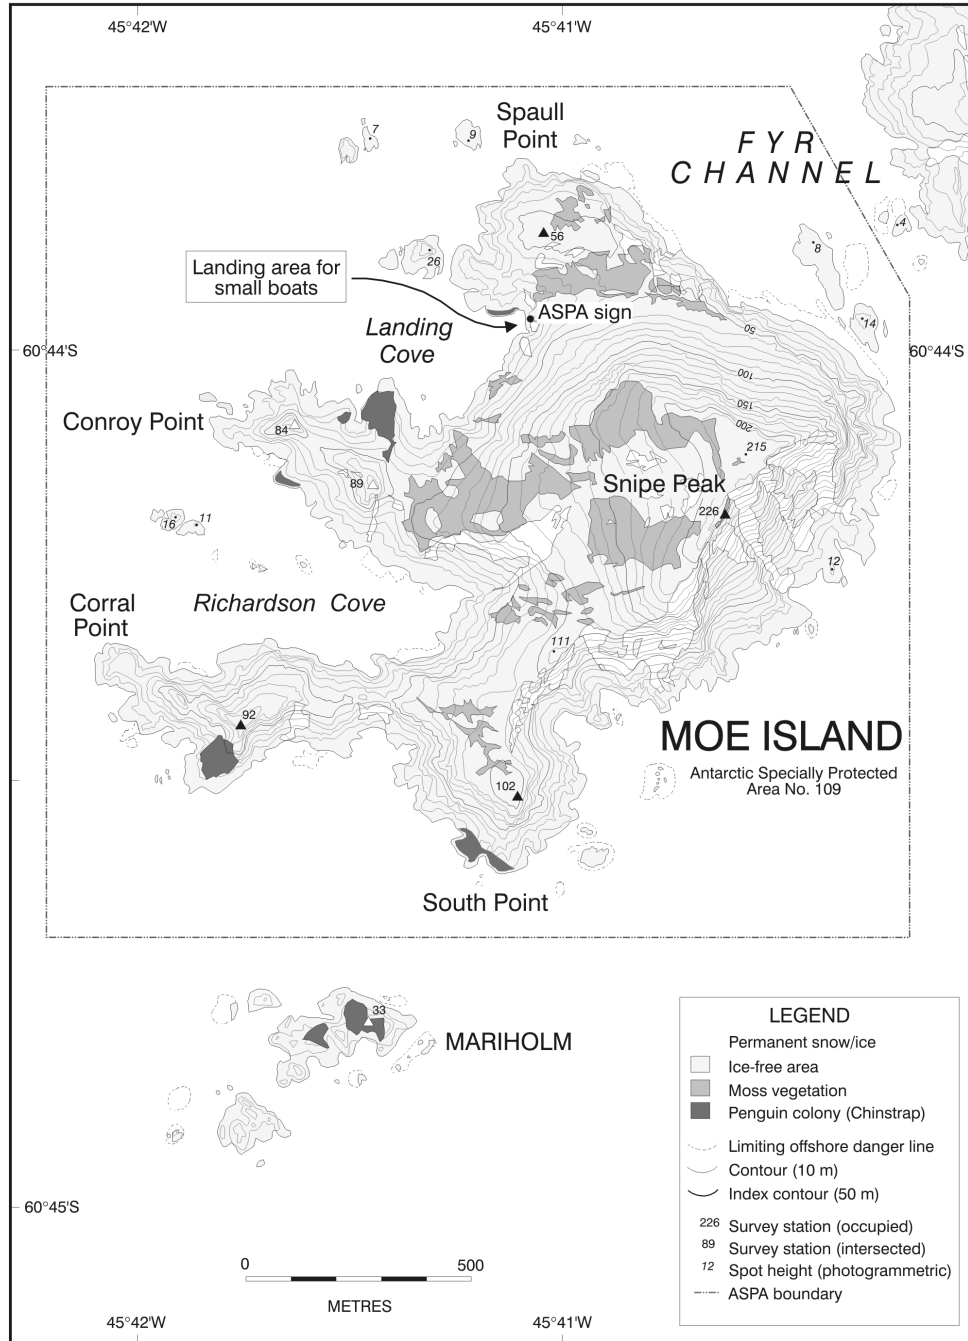 45°42'W
45°41'W
7
9
Spaull
Point
FYR
CHANNEL
4
56
8
26
Landing area for
small boats
ASPA sign
14
50
Landing
Cove
60°44'S
60°44'S
100
150
Conroy Point
84
200
215
89
Snipe Peak
226
16
11
12
Corral
Point
Richardson Cove
111
92
MOE ISLAND
Antarctic Specially Protected
Area No. 109
102
South Point
33
MARIHOLM
LEGEND
Permanent snow/ice
Ice-free area
Moss vegetation
Penguin colony (Chinstrap)
Limiting offshore danger line
Contour (10 m)
Index contour (50 m)
226 Survey station (occupied)
89 Survey station (intersected)
12 Spot height (photogrammetric)
ASPA boundary
60°45'S
0
500
METRES
45°42'W
45°41'W